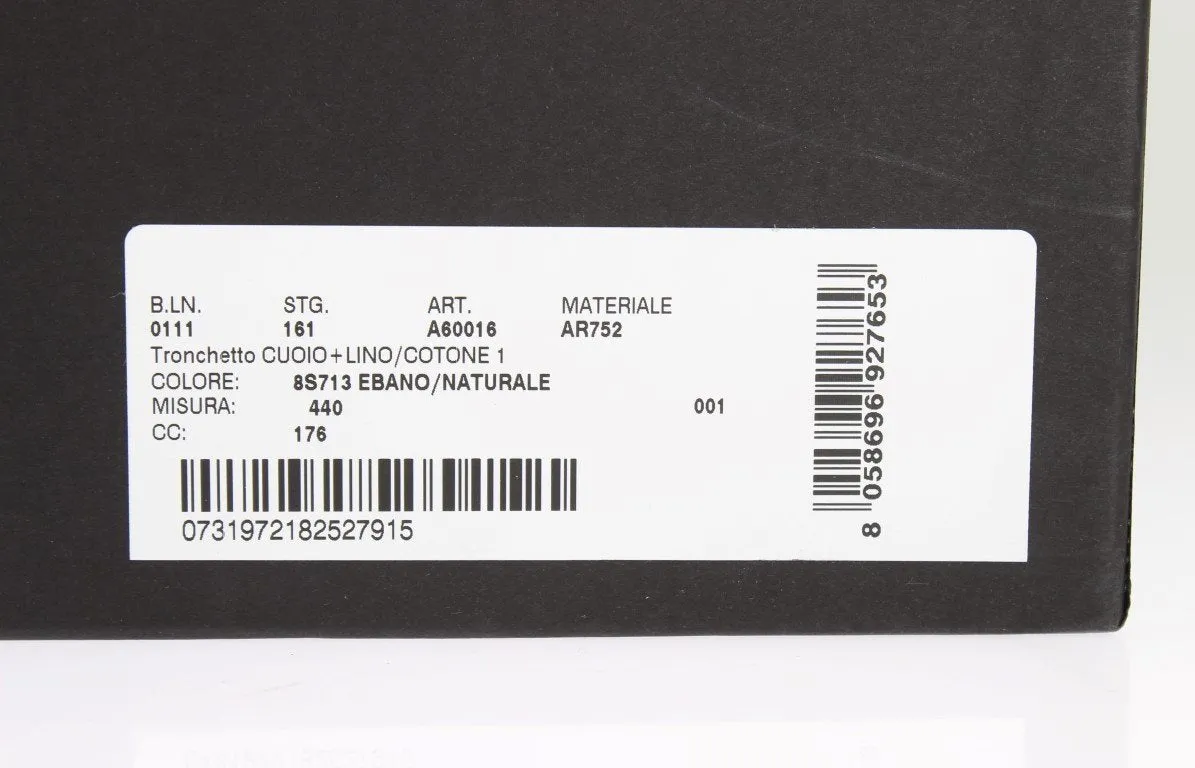 B.LN. STG. ART. MATERIALE
0111 161 A60016 AR752
Tronchetto CUOIO+LINO/COTONE 1
COLORE: 8S713 EBANO/NATURALE
MISURA: 440 001
CC: 176
0731972182527915
8 058696 927653